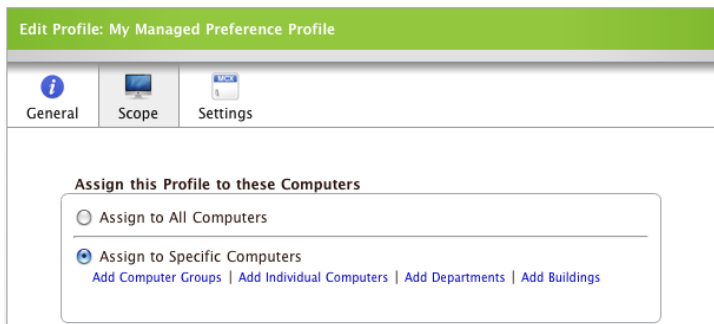 Edit Profile: My Managed Preference Profile
MCX
General Scope Settings
Assign this Profile to these Computers
Assign to All Computers
Assign to Specific Computers
Add Computer Groups | Add Individual Computers | Add Departments | Add Buildings